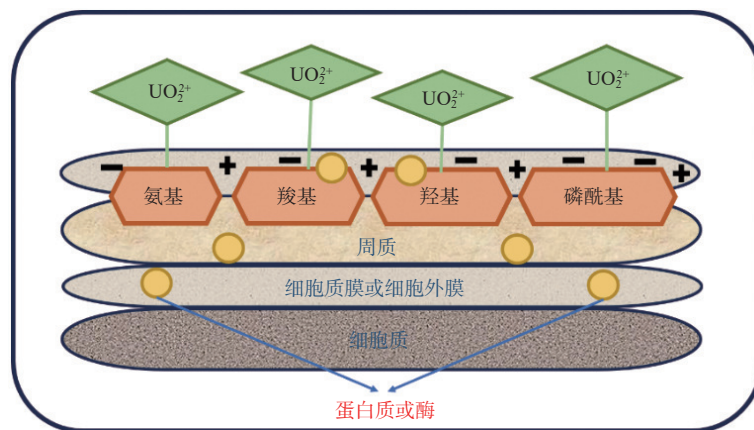 UO₂²⁺
UO₂²⁺
UO₂²⁺
UO₂²⁺
− + − + − + − − +
氨基
羧基
羟基
磷酰基
周质
细胞质膜或细胞外膜
细胞质
蛋白质或酶